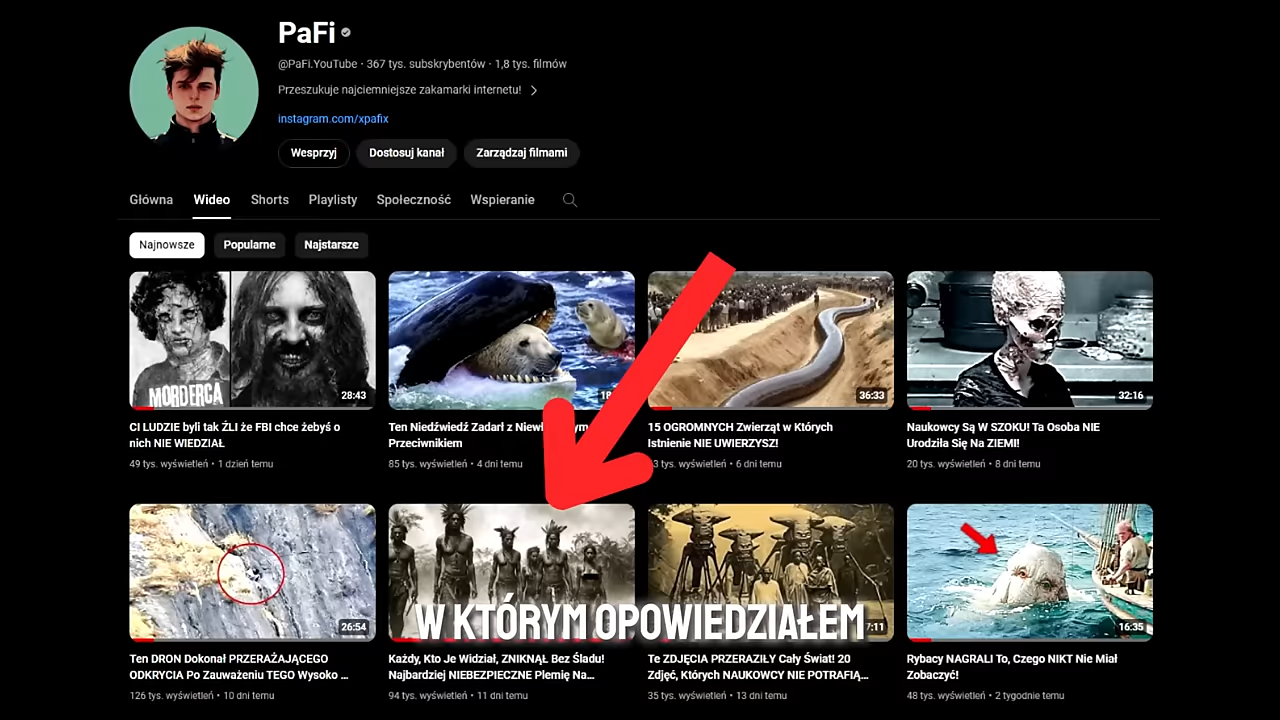 PaFi
@PaFi.YouTube · 367 tys. subskrybentów · 1,8 tys. filmów
Przeszukuje najciemniejsze zakamarki internetu!
instagram.com/xpafix
Wesprzyj Dostosuj kanał Zarządzaj filmami
Główna Wideo Shorts Playlisty Społeczność Wspieranie
Najnowsze Popularne Najstarsze
MORDERCA
28:43
18
36:33
32:16
CI LUDZIE byli tak ŹLI że FBI chce żebyś o
nich NIE WIEDZIAŁ
49 tys. wyświetleń • 1 dzień temu
Ten Niedźwiedź Zadarł z ym
Przeciwnikiem
85 tys. wyświetleń • 4 dni temu
15 OGROMNYCH Zwierząt w Których
Istnienie NIE UWIERZYSZ!
3 tys. wyświetleń • 6 dni temu
Naukowcy Są W SZOKU! Ta Osoba NIE
Urodziła Się Na ZIEMI!
20 tys. wyświetleń • 8 dni temu
26:54
W KTÓRYM OPOWIEDZIAŁEM
7:11
16:35
Ten DRON Dokonał PRZERAŻAJĄCEGO
ODKRYCIA Po Zauważeniu TEGO Wysoko ...
126 tys. wyświetleń • 10 dni temu
Każdy, Kto Je Widział, ZNIKNĄŁ Bez Śladu!
Najbardziej NIEBEZPIECZNE Plemię Na...
94 tys. wyświetleń • 11 dni temu
Te ZDJĘCIA PRZERAZIŁY Cały Świat! 20
Zdjęć, Których NAUKOWCY NIE POTRAFIĄ...
35 tys. wyświetleń • 13 dni temu
Rybacy NAGRALI To, Czego NIKT Nie Miał
Zobaczyć!
48 tys. wyświetleń • 2 tygodnie temu